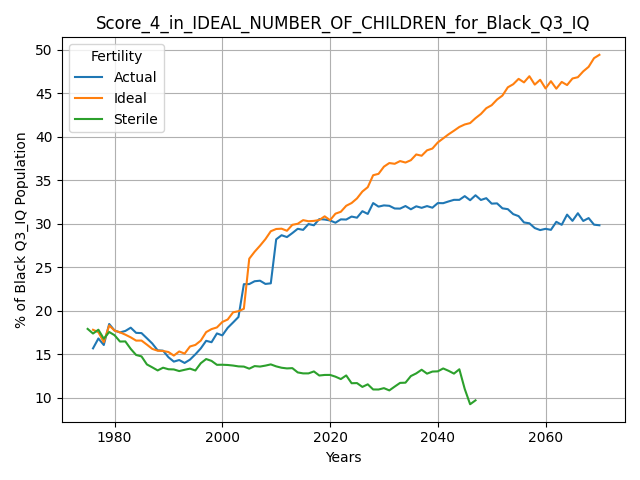 Score_4_in_IDEAL_NUMBER_OF_CHILDREN_for_Black_Q3_IQ
Fertility
Actual
Ideal
Sterile
% of Black Q3_IQ Population
50
45
40
35
30
25
20
15
10
1980
2000
2020
2040
2060
Years